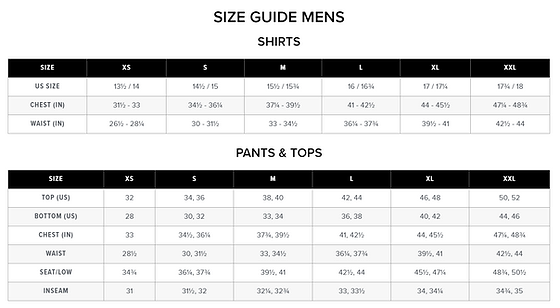 SIZE GUIDE MENS
SHIRTS
SIZE XS S M L XL XXL
US SIZE 13½ / 14 14½ / 15 15½ / 15¾ 16 / 16¾ 17 / 17¼ 17¾ / 18
CHEST (IN) 31½ - 33 34½ - 36¼ 37¼ - 39½ 41 - 42½ 44 - 45½ 47¼ - 48¾
WAIST (IN) 26½ - 28¼ 30 - 31½ 33 - 34½ 36¼ - 37¾ 39½ - 41 42½ - 44
PANTS & TOPS
SIZE XS S M L XL XXL
TOP (US) 32 34, 36 38, 40 42, 44 46, 48 50, 52
BOTTOM (US) 28 30, 32 33, 34 36, 38 40, 42 44, 46
CHEST (IN) 33 34½, 36¼ 37¾, 39½ 41, 42½ 44, 45½ 47¼, 48¾
WAIST 28½ 30, 31½ 33, 34½ 36¼, 37¾ 39½, 41 42½, 44
SEAT/LOW 34¾ 36¼, 37¾ 39½, 41 42½, 44 45½, 47¼ 48¾, 50½
INSEAM 31 31½, 32 32¼, 32¾ 33, 33½ 34, 34¼ 34¾, 35